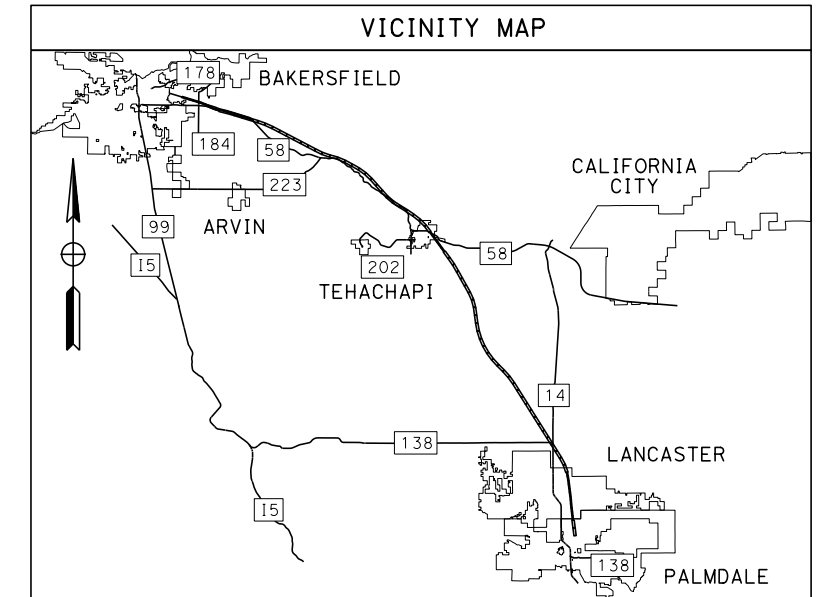 VICINITY MAP
178
BAKERSFIELD
184
58
CALIFORNIA
CITY
223
99
ARVIN
58
I5
202
TEHACHAPI
14
138
LANCASTER
I5
138
PALMDALE